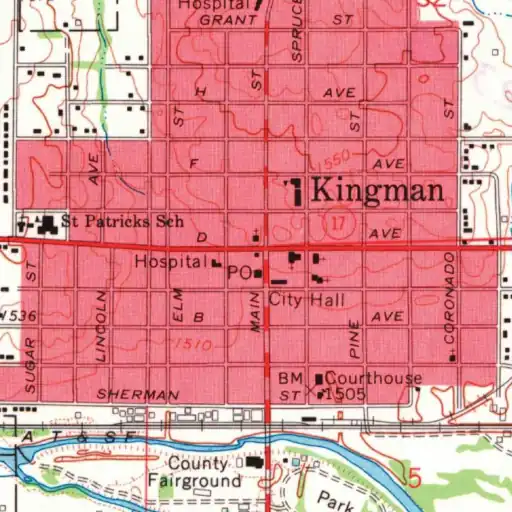 Hospital
GRANT ST
SPRUCE
H AVE
ST
ST
ST
ST
F AVE
1550
AVE
Kingman
17
St Patricks Sch
D AVE
Hospital
PO
City Hall
CORONADO
ST
LINCOLN
ELM
MAIN
B AVE
PINE
1536
1510
SUGAR
BM Courthouse
ST 1505
SHERMAN
A T & S F
County
Fairground
5
Park